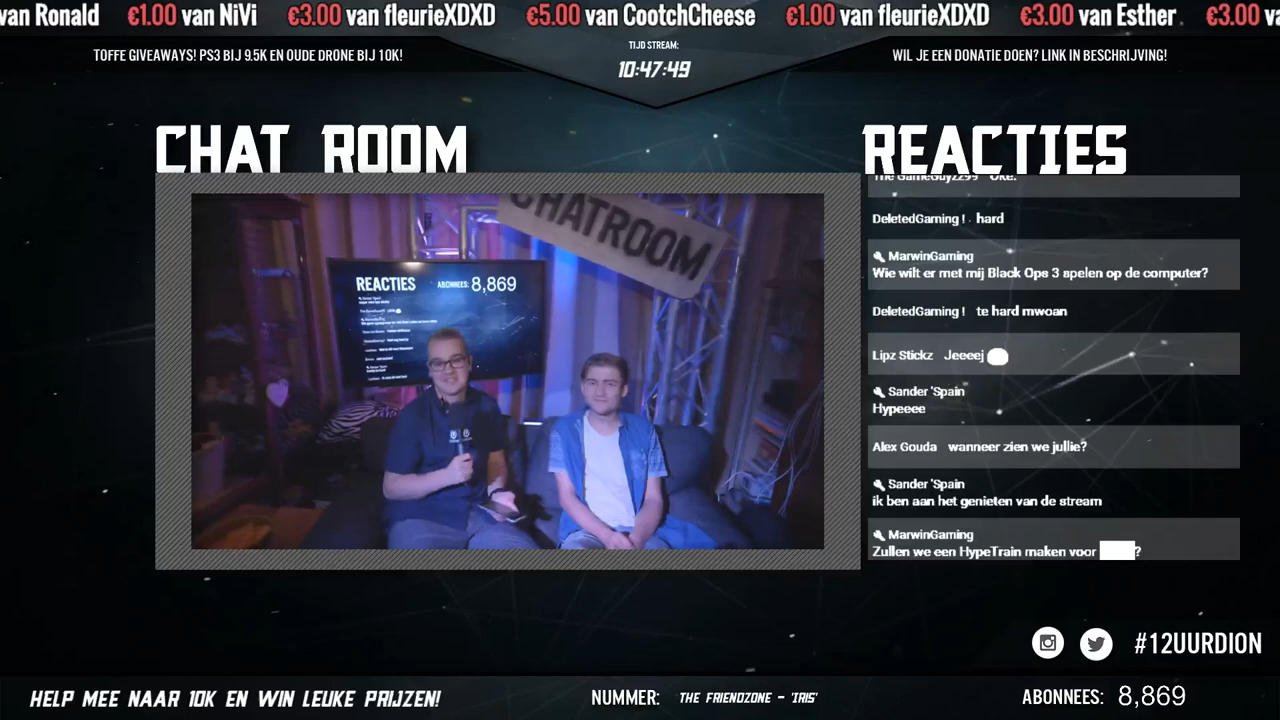 van Ronald €1.00 van NiVi €3.00 van fleurieXDXD €5.00 van CootchCheese €1.00 van fleurieXDXD €3.00 van Esther €3.00 va
TOFFE GIVEAWAYS! PS3 BIJ 9.5K EN OUDE DRONE BIJ 10K!
TIJD STREAM:
10:47:49
WIL JE EEN DONATIE DOEN? LINK IN BESCHRIJVING!
CHAT ROOM
CHATROOM
REACTIES
ABONNEES: 8,869
REACTIES
The GameGuyzz99 Oke.
DeletedGaming ! hard
MarwinGaming
Wie wilt er met mij Black Ops 3 spelen op de computer?
DeletedGaming ! te hard mwoan
Lipz Stickz Jeeeej
Sander 'Spain
Hypeeee
Alex Gouda wanneer zien we jullie?
Sander 'Spain
ik ben aan het genieten van de stream
MarwinGaming
Zullen we een HypeTrain maken voor ?
#12UURDION
HELP MEE NAAR 10K EN WIN LEUKE PRIJZEN!
NUMMER: THE FRIENDZONE - 'IRIS'
ABONNEES: 8,869